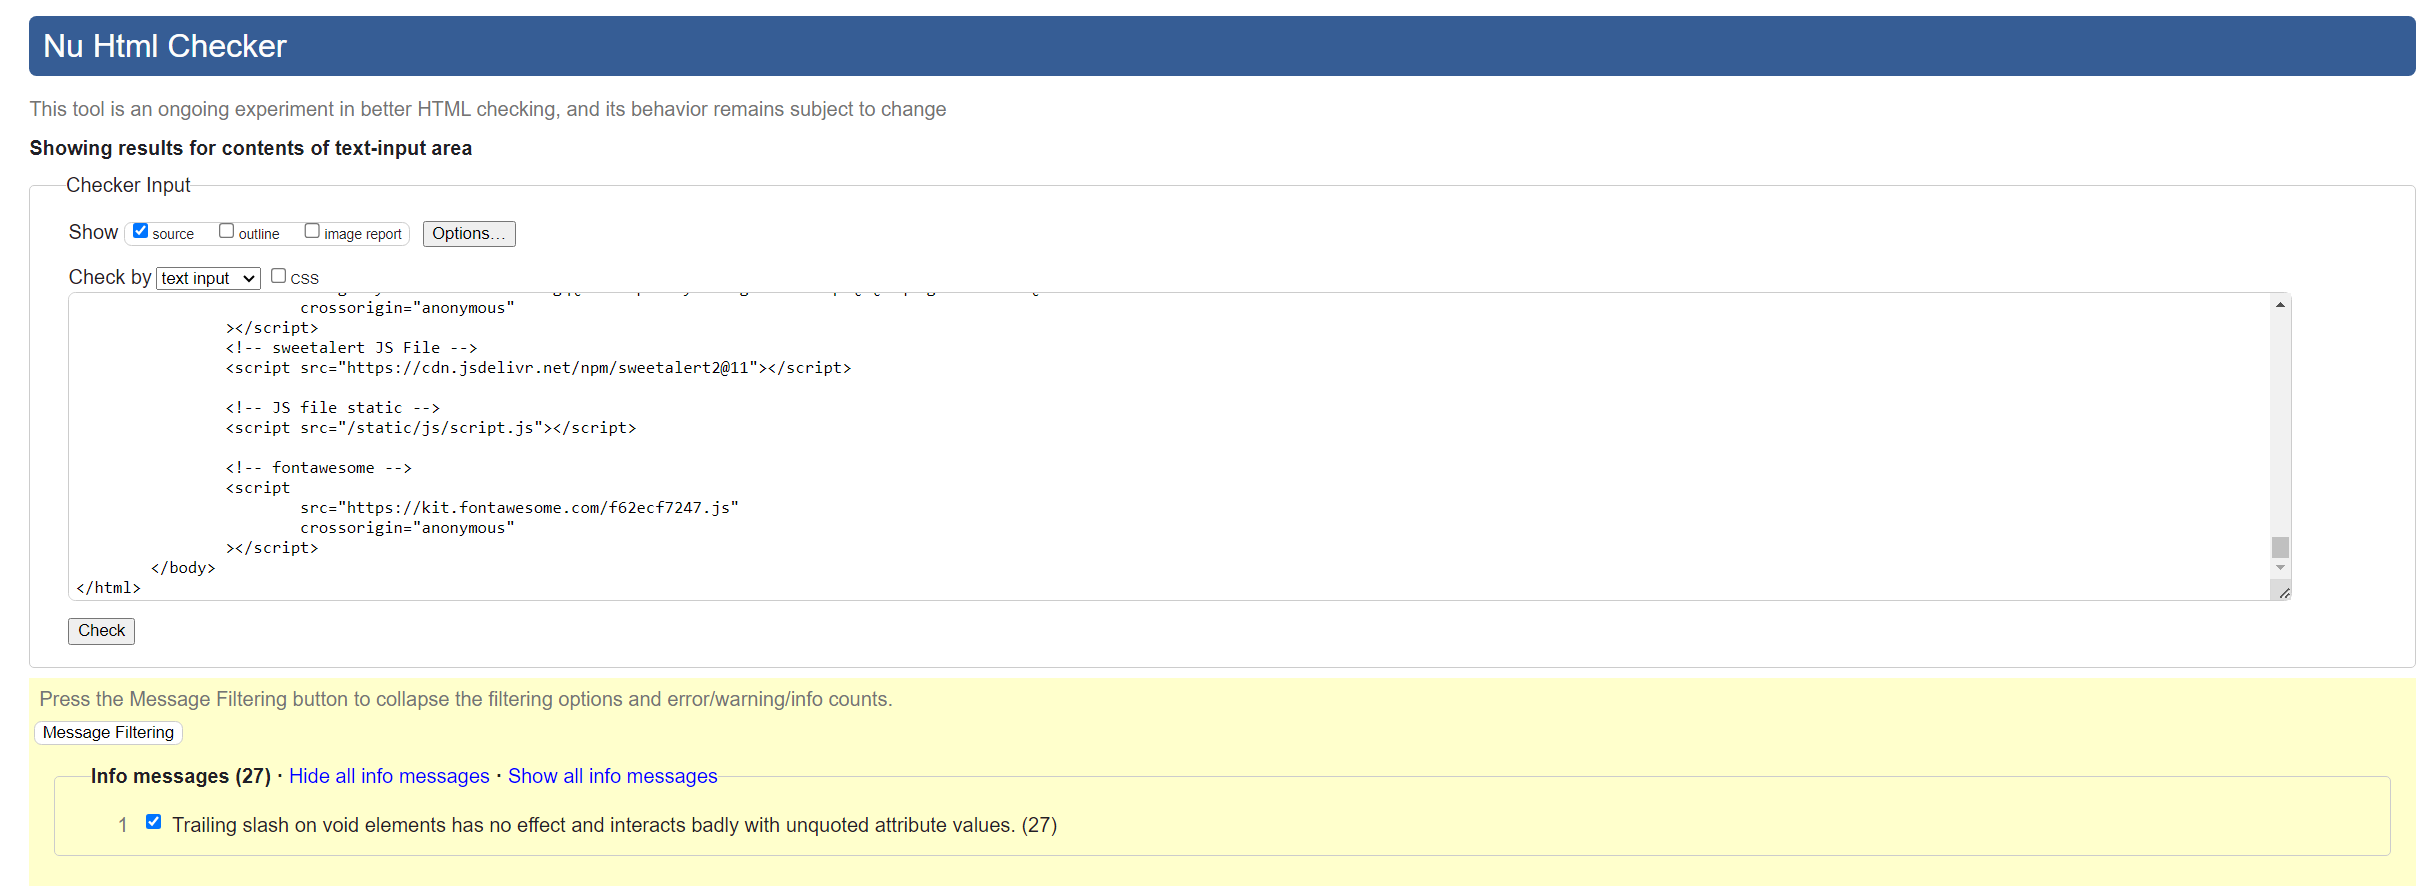 Nu Html Checker
This tool is an ongoing experiment in better HTML checking, and its behavior remains subject to change
Showing results for contents of text-input area
Checker Input
Show source outline image report Options...
Check by text input CSS
crossorigin="anonymous"
></script>
<!-- sweetalert JS File -->
<script src="https://cdn.jsdelivr.net/npm/sweetalert2@11"></script>
<!-- JS file static -->
<script src="/static/js/script.js"></script>
<!-- fontawesome -->
<script
src="https://kit.fontawesome.com/f62ecf7247.js"
crossorigin="anonymous"
></script>
</body>
</html>
Check
Press the Message Filtering button to collapse the filtering options and error/warning/info counts.
Message Filtering
Info messages (27) · Hide all info messages · Show all info messages
1 Trailing slash on void elements has no effect and interacts badly with unquoted attribute values. (27)